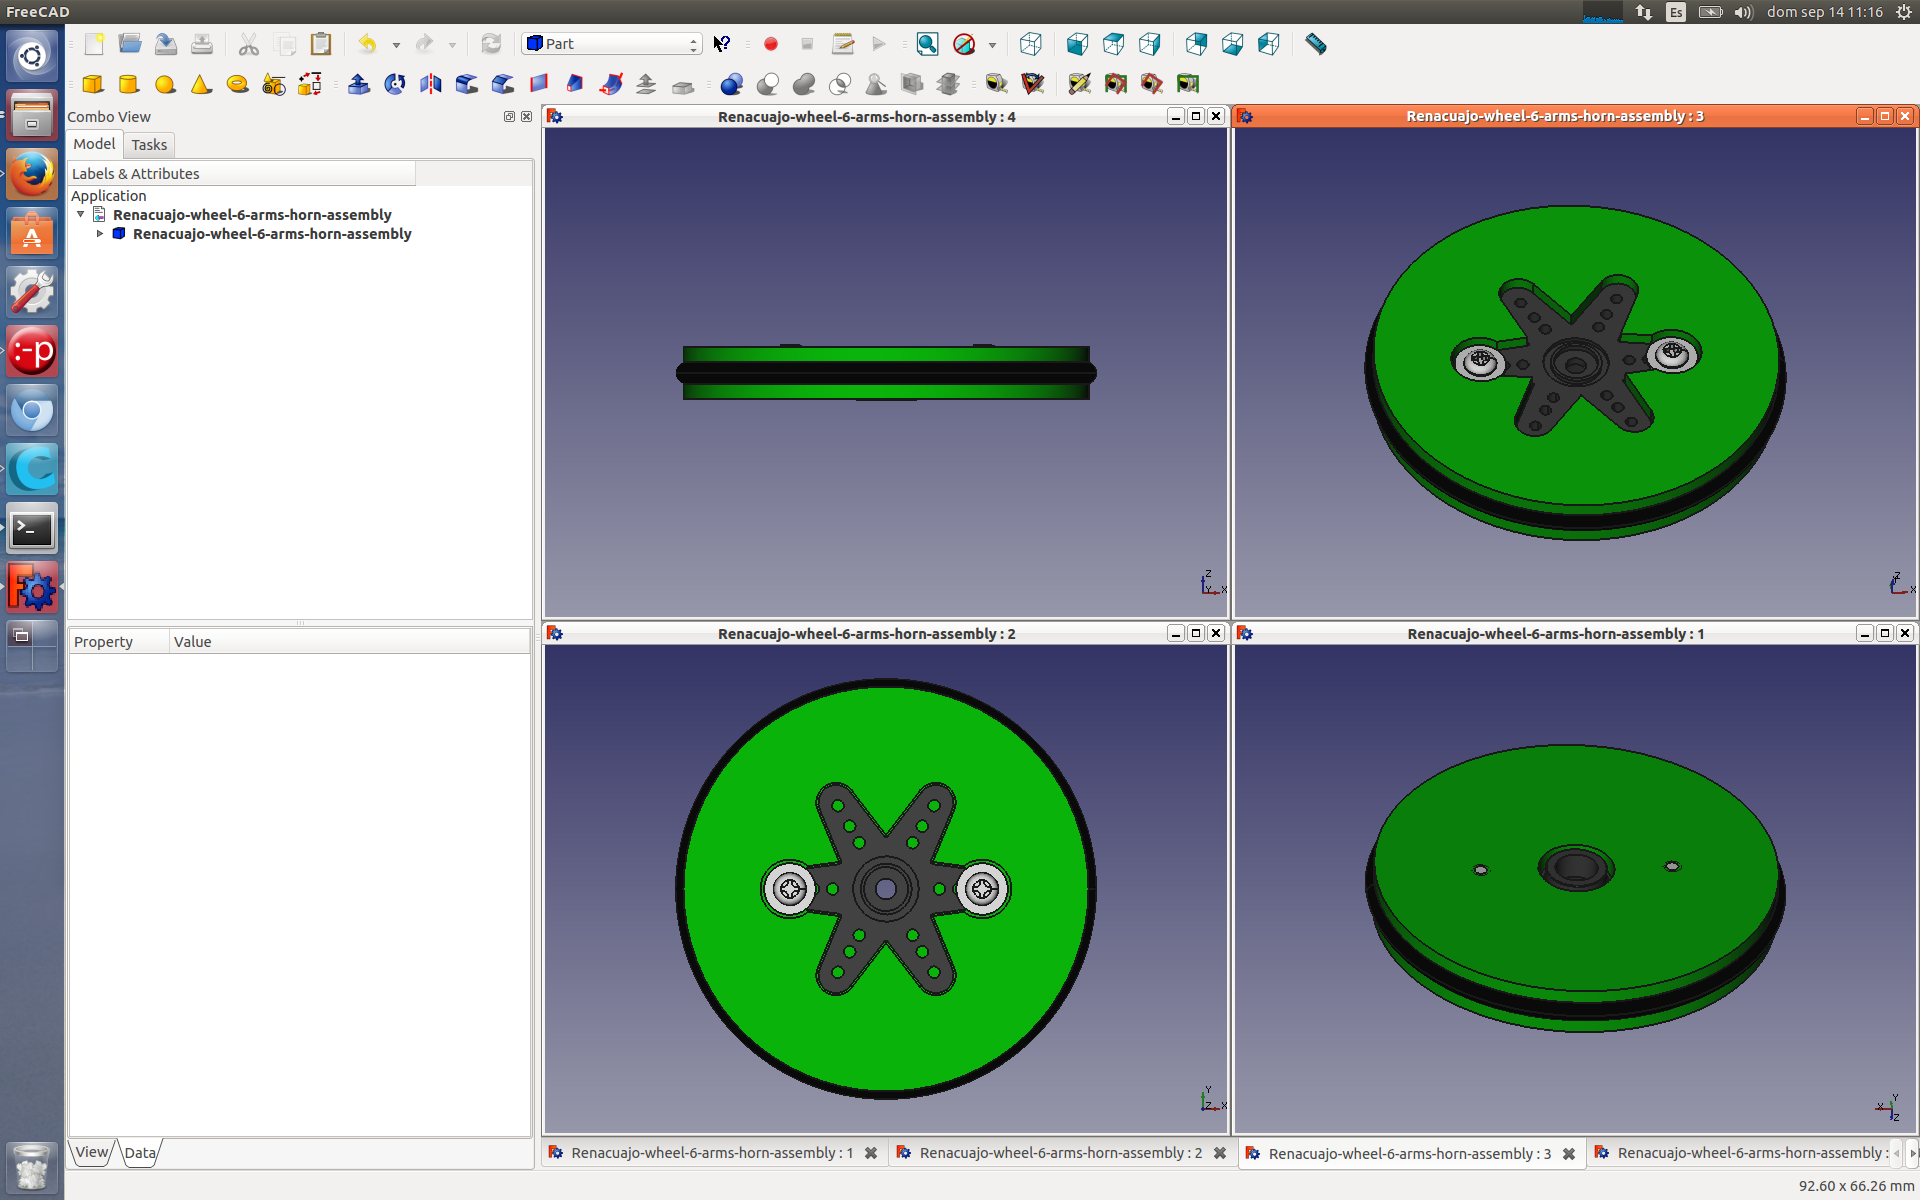 FreeCAD
Es
dom sep 14 11:16
Part
Combo View
Model
Tasks
Labels & Attributes
Application
Renacuajo-wheel-6-arms-horn-assembly
Renacuajo-wheel-6-arms-horn-assembly
Property
Value
View
Data
Renacuajo-wheel-6-arms-horn-assembly : 4
Z
Y
X
Renacuajo-wheel-6-arms-horn-assembly : 3
Z
X
Renacuajo-wheel-6-arms-horn-assembly : 2
Y
Z
X
Renacuajo-wheel-6-arms-horn-assembly : 1
X
Y
Z
Renacuajo-wheel-6-arms-horn-assembly : 1
Renacuajo-wheel-6-arms-horn-assembly : 2
Renacuajo-wheel-6-arms-horn-assembly : 3
Renacuajo-wheel-6-arms-horn-assembly :
92.60 x 66.26 mm
:-p
>_